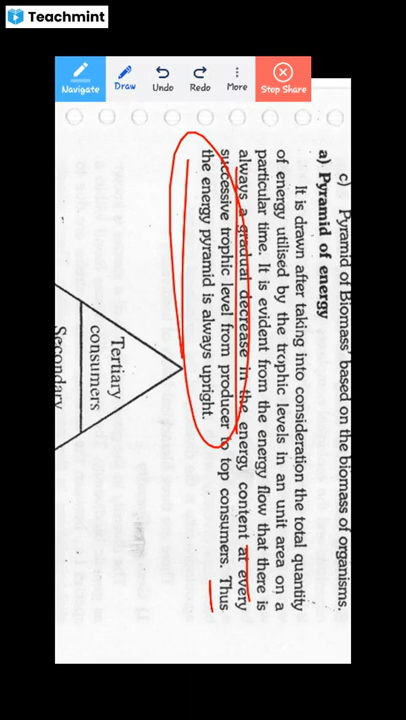 Teachmint
Navigate
Draw
Undo
Redo
More
Stop Share
c) Pyramid of Biomass' based on the biomass of organisms.
a) Pyramid of energy
It is drawn after taking into consideration the total quantity
of energy utilised by the trophic levels in an unit area on a
particular time. It is evident from the energy flow that there is
always a gradual decrease in the energy content at every
successive trophic level from producer to top consumers. Thus
the energy pyramid is always upright.
Tertiary
consumers
Secondary